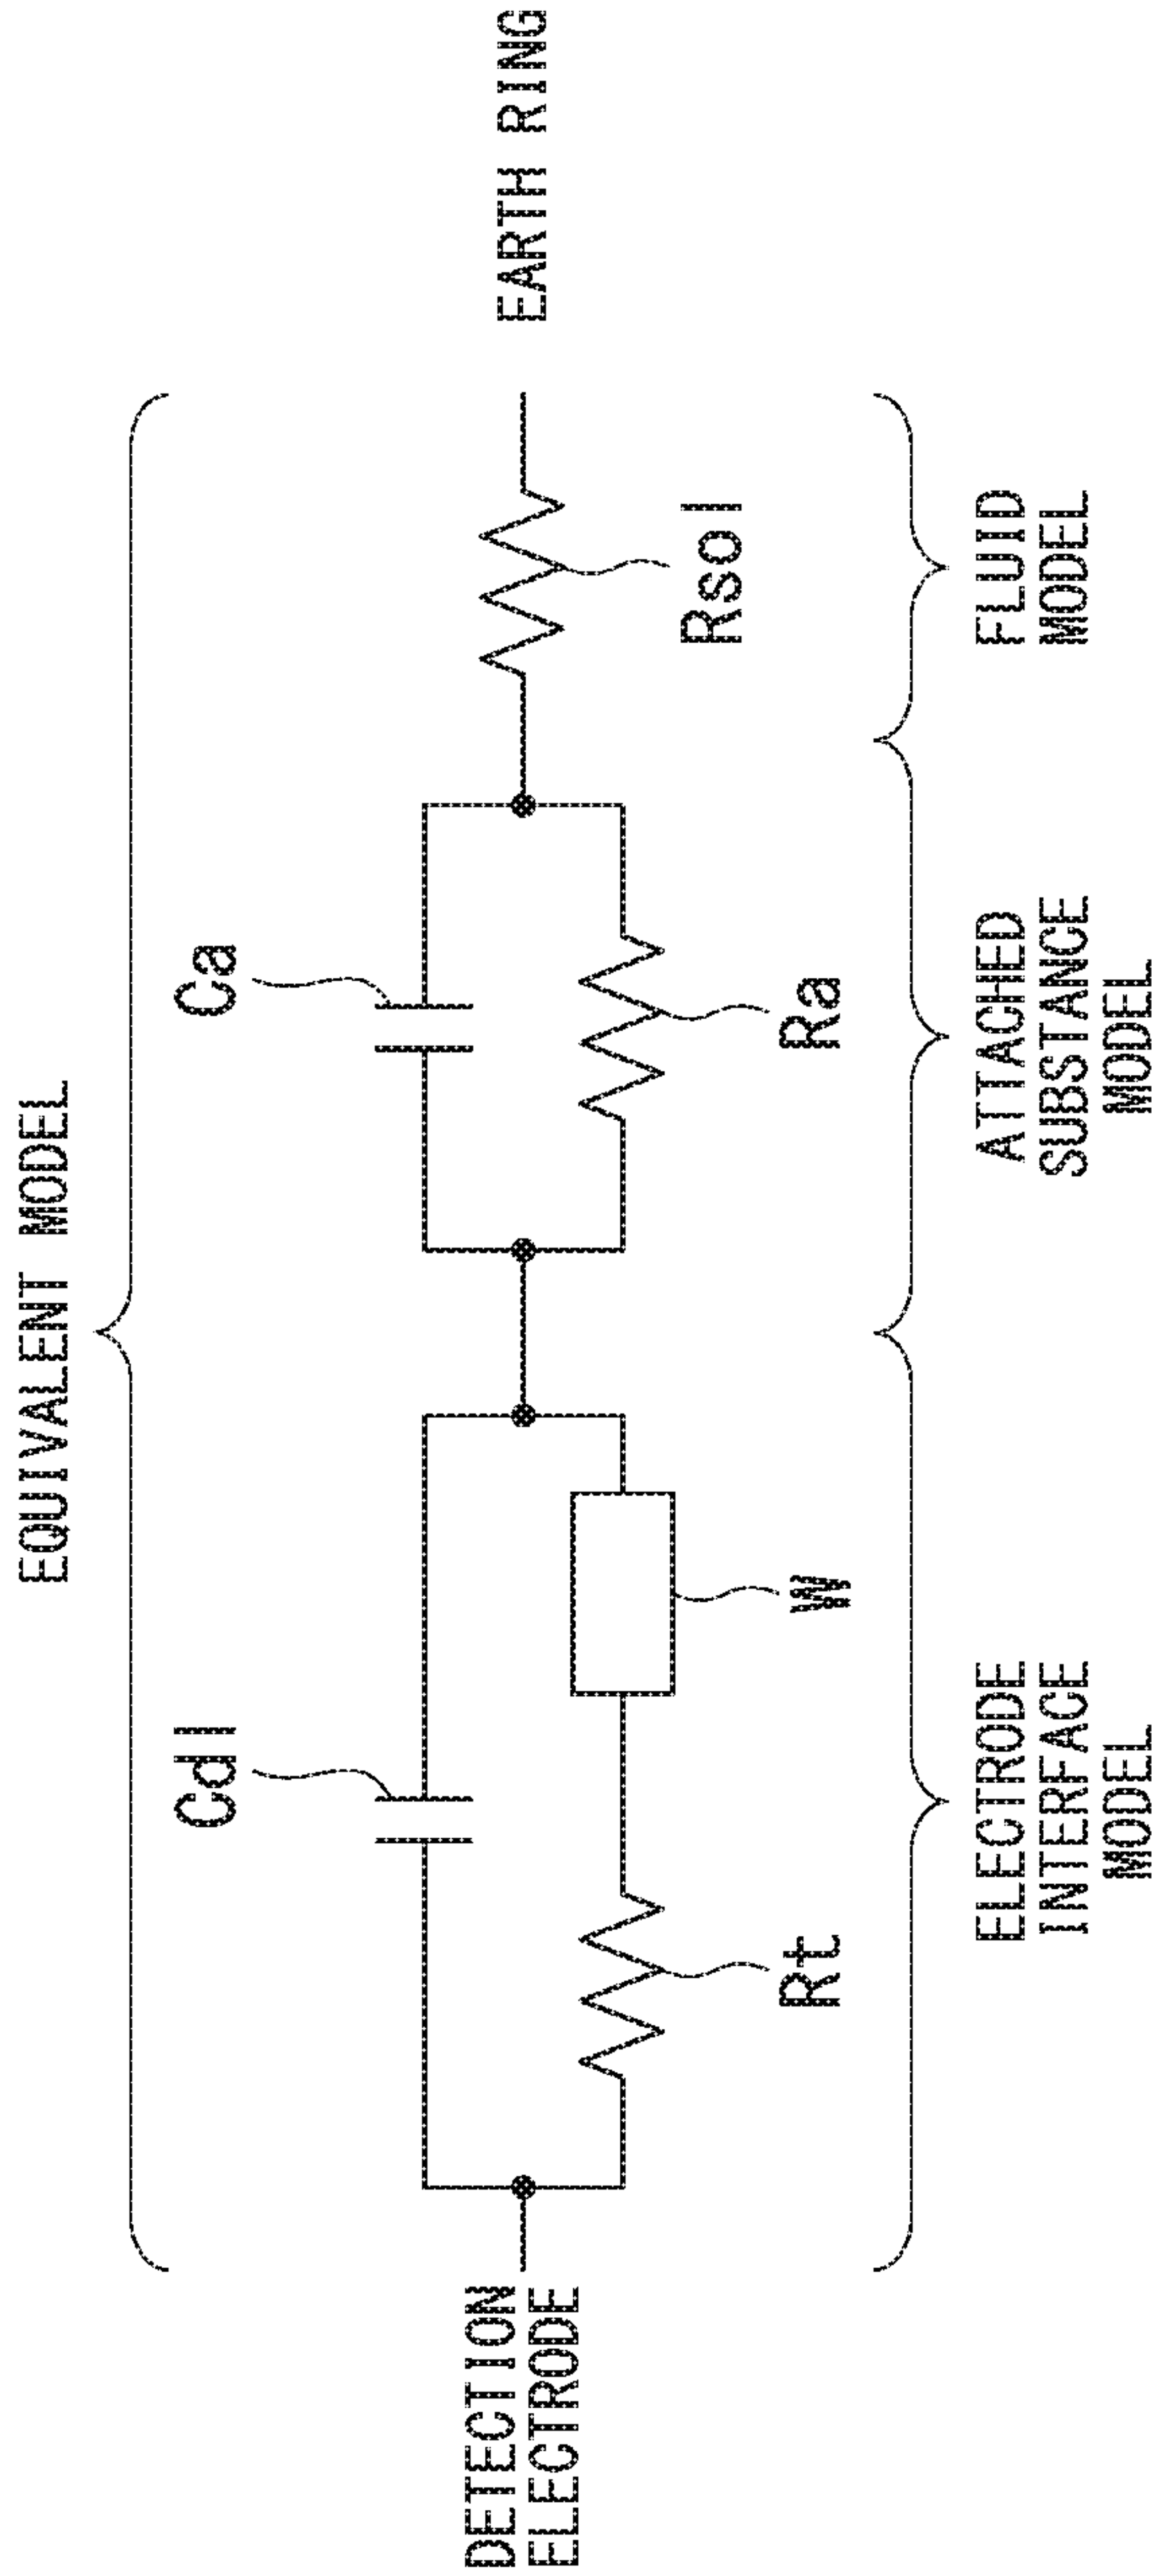 EQUIVALENT MODEL
Cdl
Ca
DETECTION
ELECTRODE
EARTH RING
Rt
W
Ra
Rsol
ELECTRODE
INTERFACE
MODEL
ATTACHED
SUBSTANCE
MODEL
FLUID
MODEL